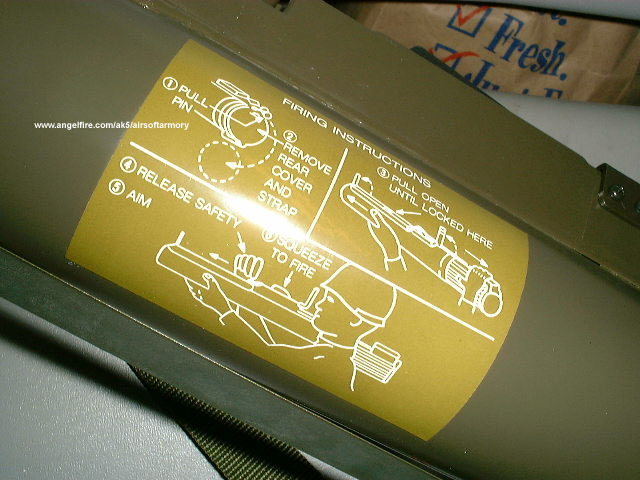 Fresh.
www.angelfire.com/ak5/airsoftarmory
FIRING INSTRUCTIONS
① PULL
PIN
②
REMOVE
REAR
COVER
AND
STRAP
③ PULL OPEN
UNTIL LOCKED HERE
④ RELEASE SAFETY
⑤ AIM
⑥ SQUEEZE
TO FIRE